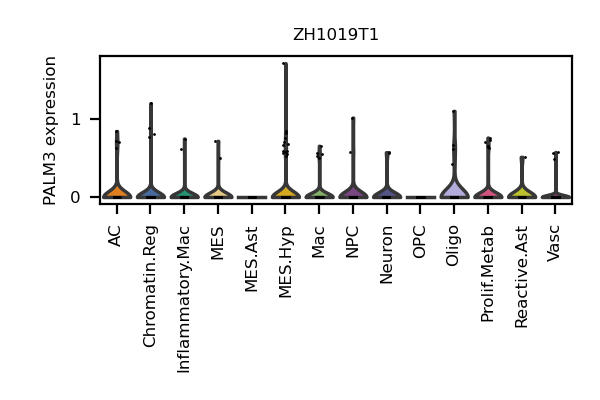 ZH1019T1
PALM3 expression
1
0
AC
Chromatin.Reg
Inflammatory.Mac
MES
MES.Ast
MES.Hyp
Mac
NPC
Neuron
OPC
Oligo
Prolif.Metab
Reactive.Ast
Vasc